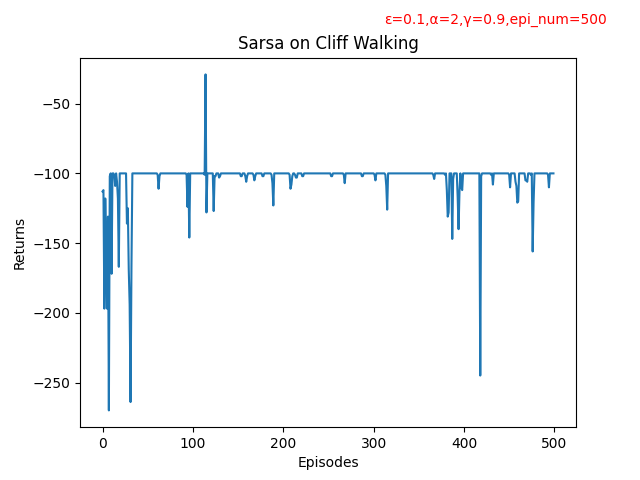 ε=0.1,α=2,γ=0.9,epi_num=500
Sarsa on Cliff Walking
Returns
−50
−100
−150
−200
−250
0 100 200 300 400 500
Episodes